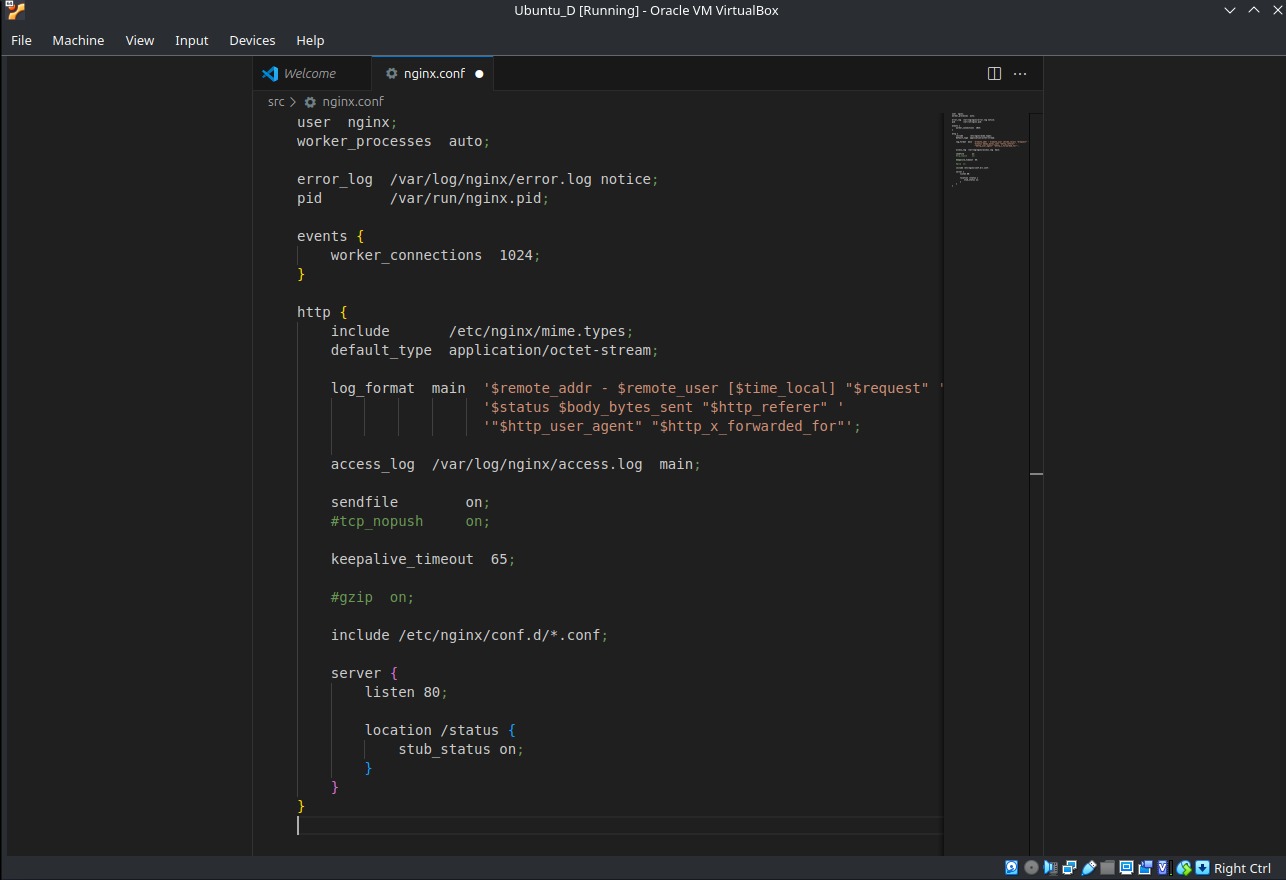 Ubuntu_D [Running] - Oracle VM VirtualBox
File Machine View Input Devices Help
Welcome nginx.conf
src > nginx.conf
user  nginx;
worker_processes  auto;

error_log  /var/log/nginx/error.log notice;
pid        /var/run/nginx.pid;

events {
    worker_connections  1024;
}

http {
    include       /etc/nginx/mime.types;
    default_type  application/octet-stream;

    log_format  main  '$remote_addr - $remote_user [$time_local] "$request" '
                      '$status $body_bytes_sent "$http_referer" '
                      '"$http_user_agent" "$http_x_forwarded_for"';

    access_log  /var/log/nginx/access.log  main;

    sendfile        on;
    #tcp_nopush     on;

    keepalive_timeout  65;

    #gzip  on;

    include /etc/nginx/conf.d/*.conf;

    server {
        listen 80;

        location /status {
            stub_status on;
        }
    }
}
Right Ctrl